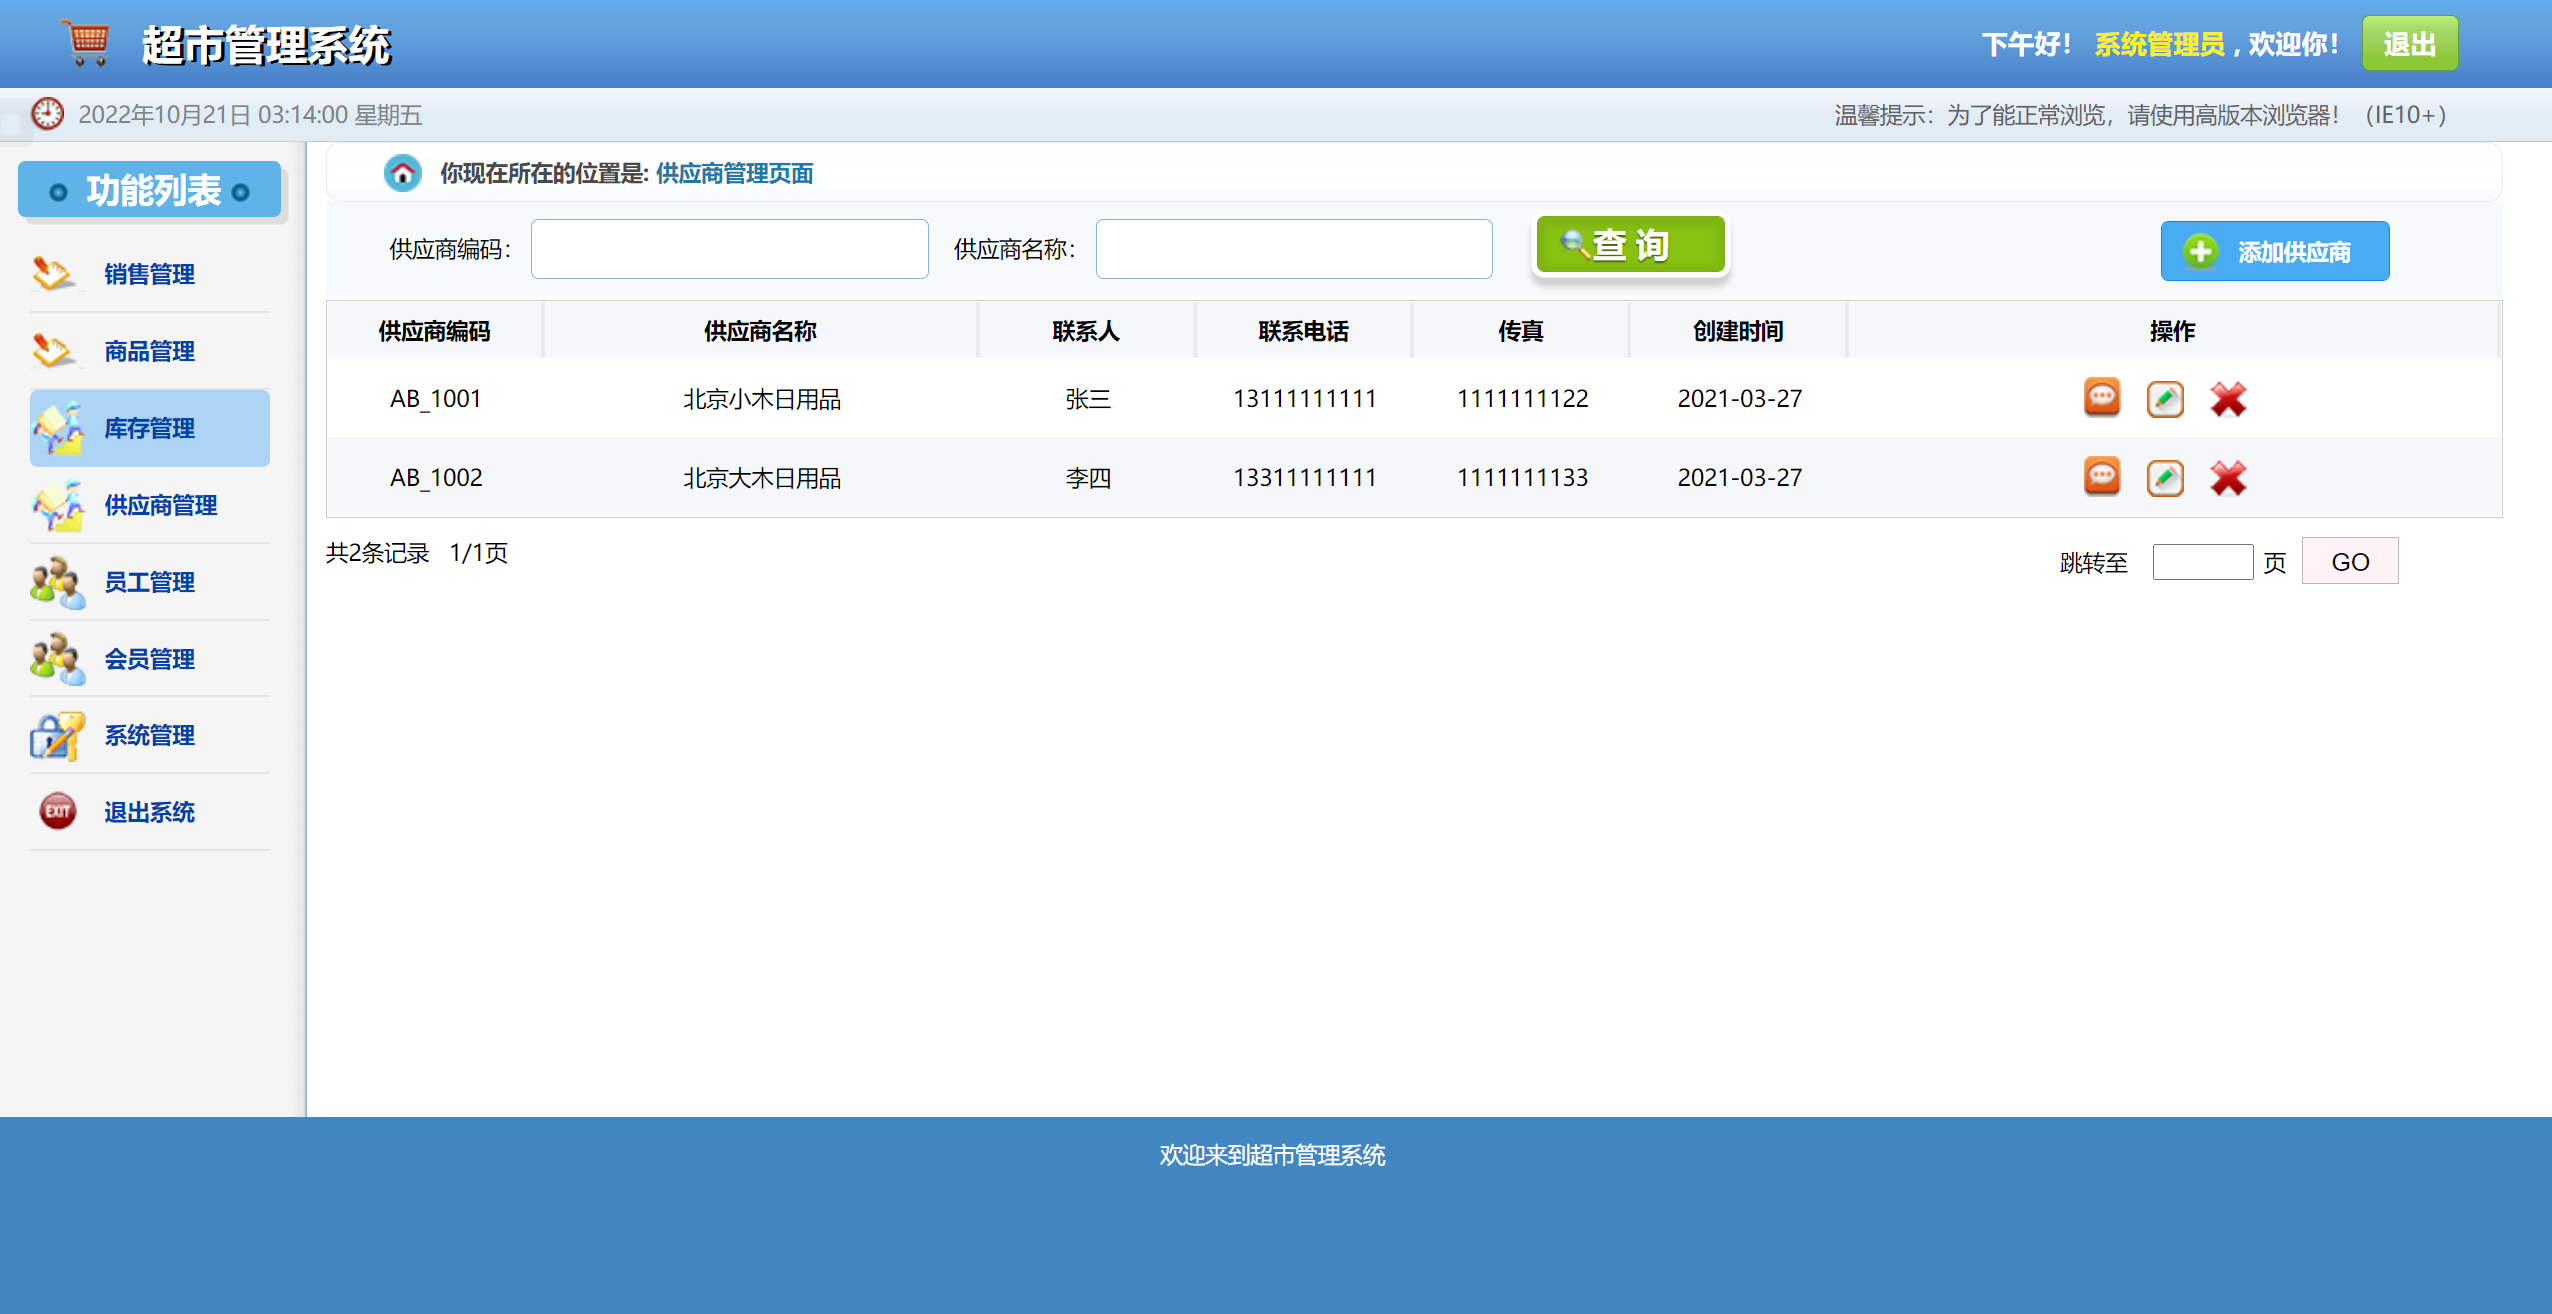 超市管理系统
下午好！ 系统管理员 , 欢迎你！ 退出
2022年10月21日 03:14:00 星期五
温馨提示：为了能正常浏览，请使用高版本浏览器！（IE10+）
功能列表
销售管理
商品管理
库存管理
供应商管理
员工管理
会员管理
系统管理
EXIT 退出系统
你现在所在的位置是: 供应商管理页面
供应商编码： 供应商名称： 查 询 添加供应商
供应商编码 供应商名称 联系人 联系电话 传真 创建时间 操作
AB_1001 北京小木日用品 张三 13111111111 1111111122 2021-03-27
AB_1002 北京大木日用品 李四 13311111111 1111111133 2021-03-27
共2条记录 1/1页
跳转至 页 GO
欢迎来到超市管理系统